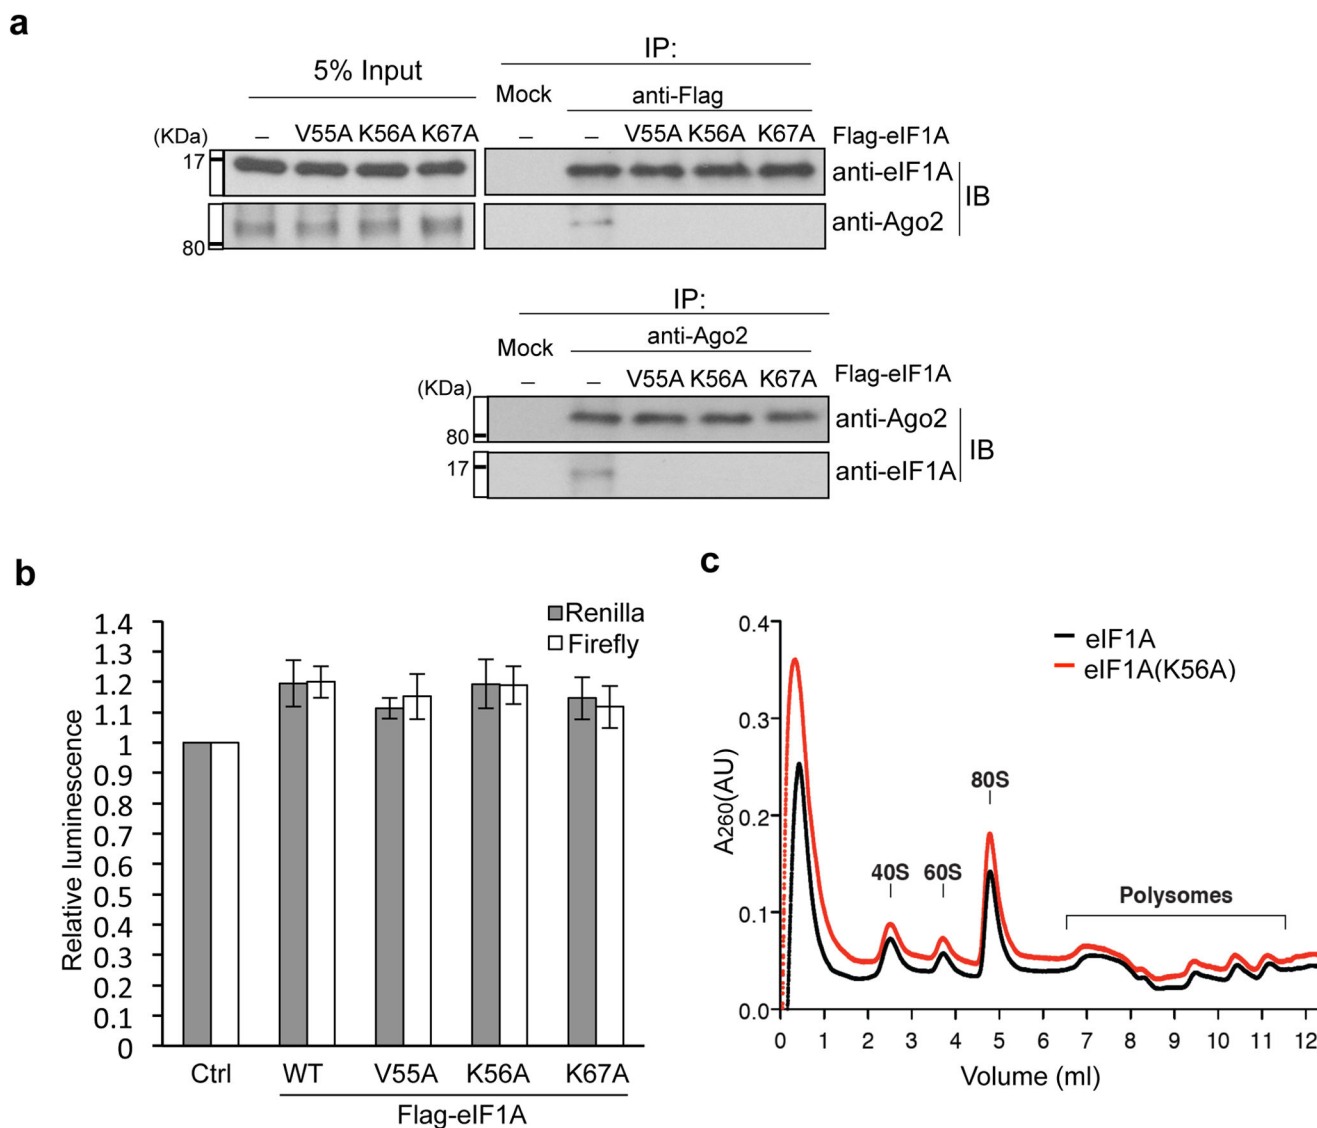 a
IP:
5% Input
Mock
anti-Flag
(KDa)
– V55A K56A K67A
– – V55A K56A K67A Flag-eIF1A
17
anti-eIF1A
IB
anti-Ago2
80
IP:
anti-Ago2
Mock
(KDa)
– – V55A K56A K67A Flag-eIF1A
anti-Ago2
80
IB
17
anti-eIF1A
b
Renilla
Firefly
1.4
1.3
1.2
1.1
1
0.9
0.8
0.7
0.6
0.5
0.4
0.3
0.2
0.1
0
Relative luminescence
Ctrl WT V55A K56A K67A
Flag-eIF1A
c
eIF1A
eIF1A(K56A)
0.4
0.3
0.2
0.1
0.0
A260(AU)
40S
60S
80S
Polysomes
0 1 2 3 4 5 6 7 8 9 10 11 12
Volume (ml)